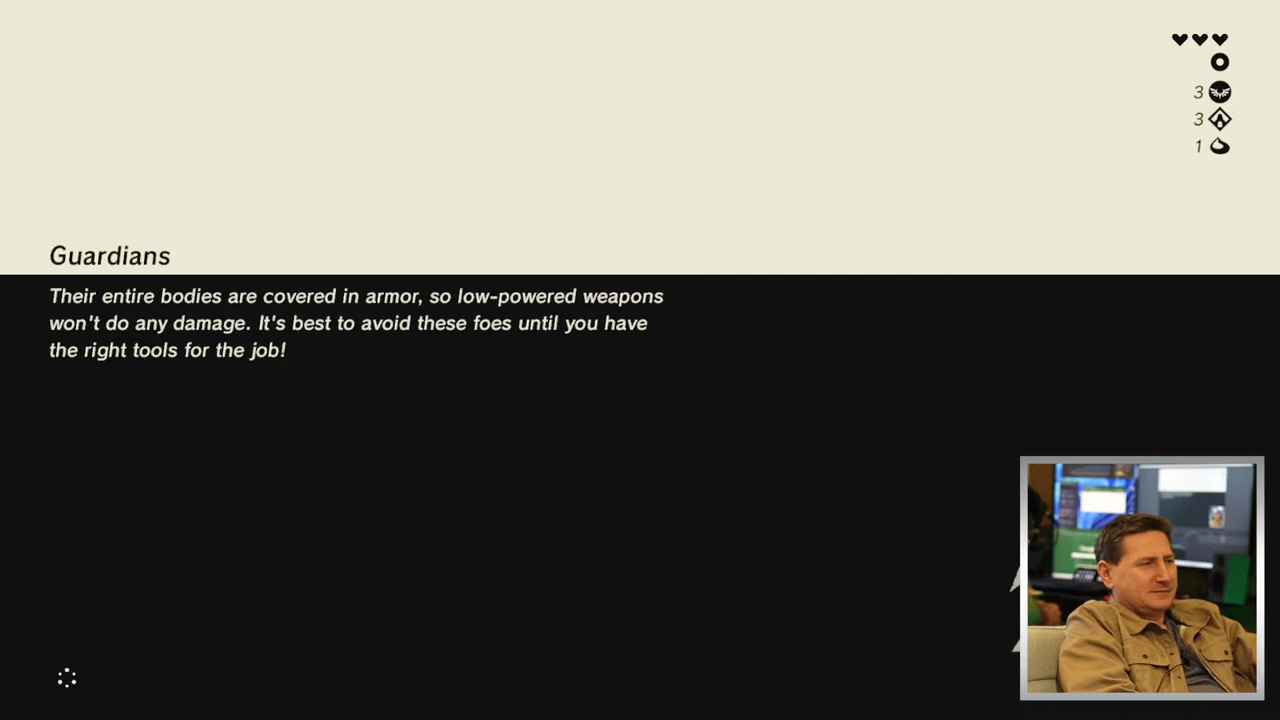 3
3
1
Guardians
Their entire bodies are covered in armor, so low-powered weapons
won't do any damage. It's best to avoid these foes until you have
the right tools for the job!